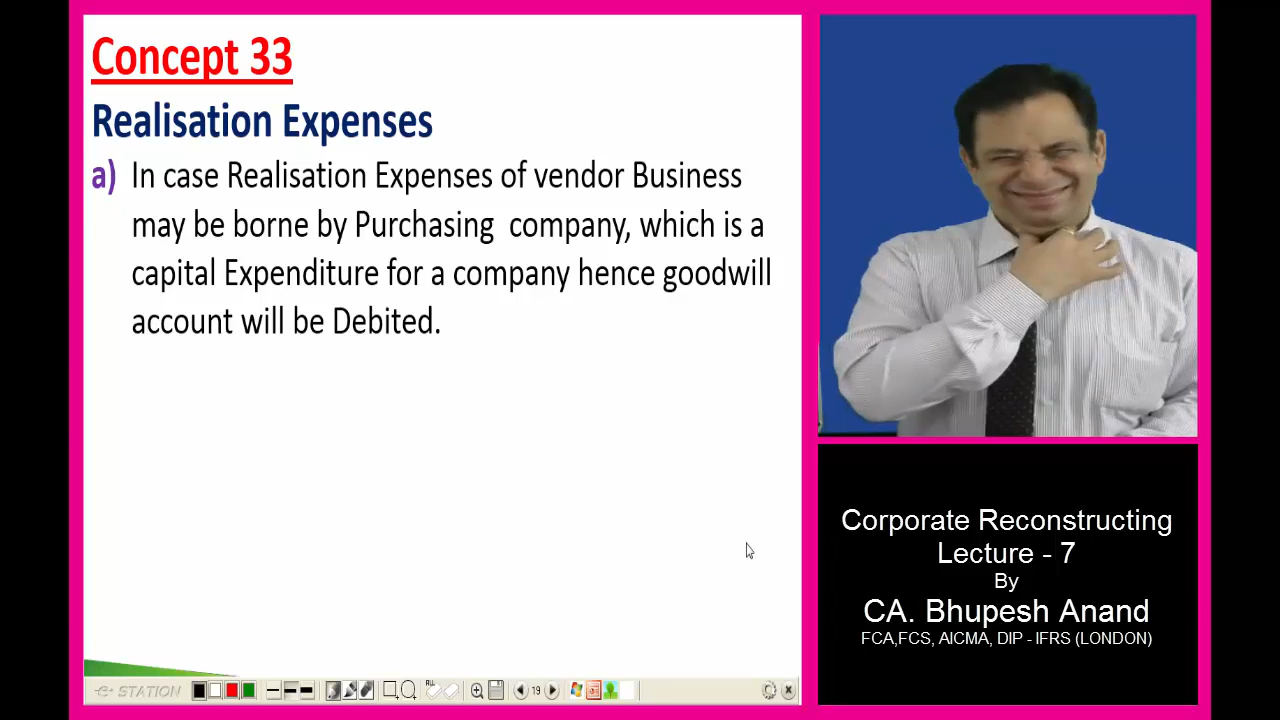 Concept 33
Realisation Expenses
a) In case Realisation Expenses of vendor Business
may be borne by Purchasing company, which is a
capital Expenditure for a company hence goodwill
account will be Debited.
Corporate Reconstructing
Lecture - 7
By
CA. Bhupesh Anand
FCA,FCS, AICMA, DIP - IFRS (LONDON)
e-STATION
19